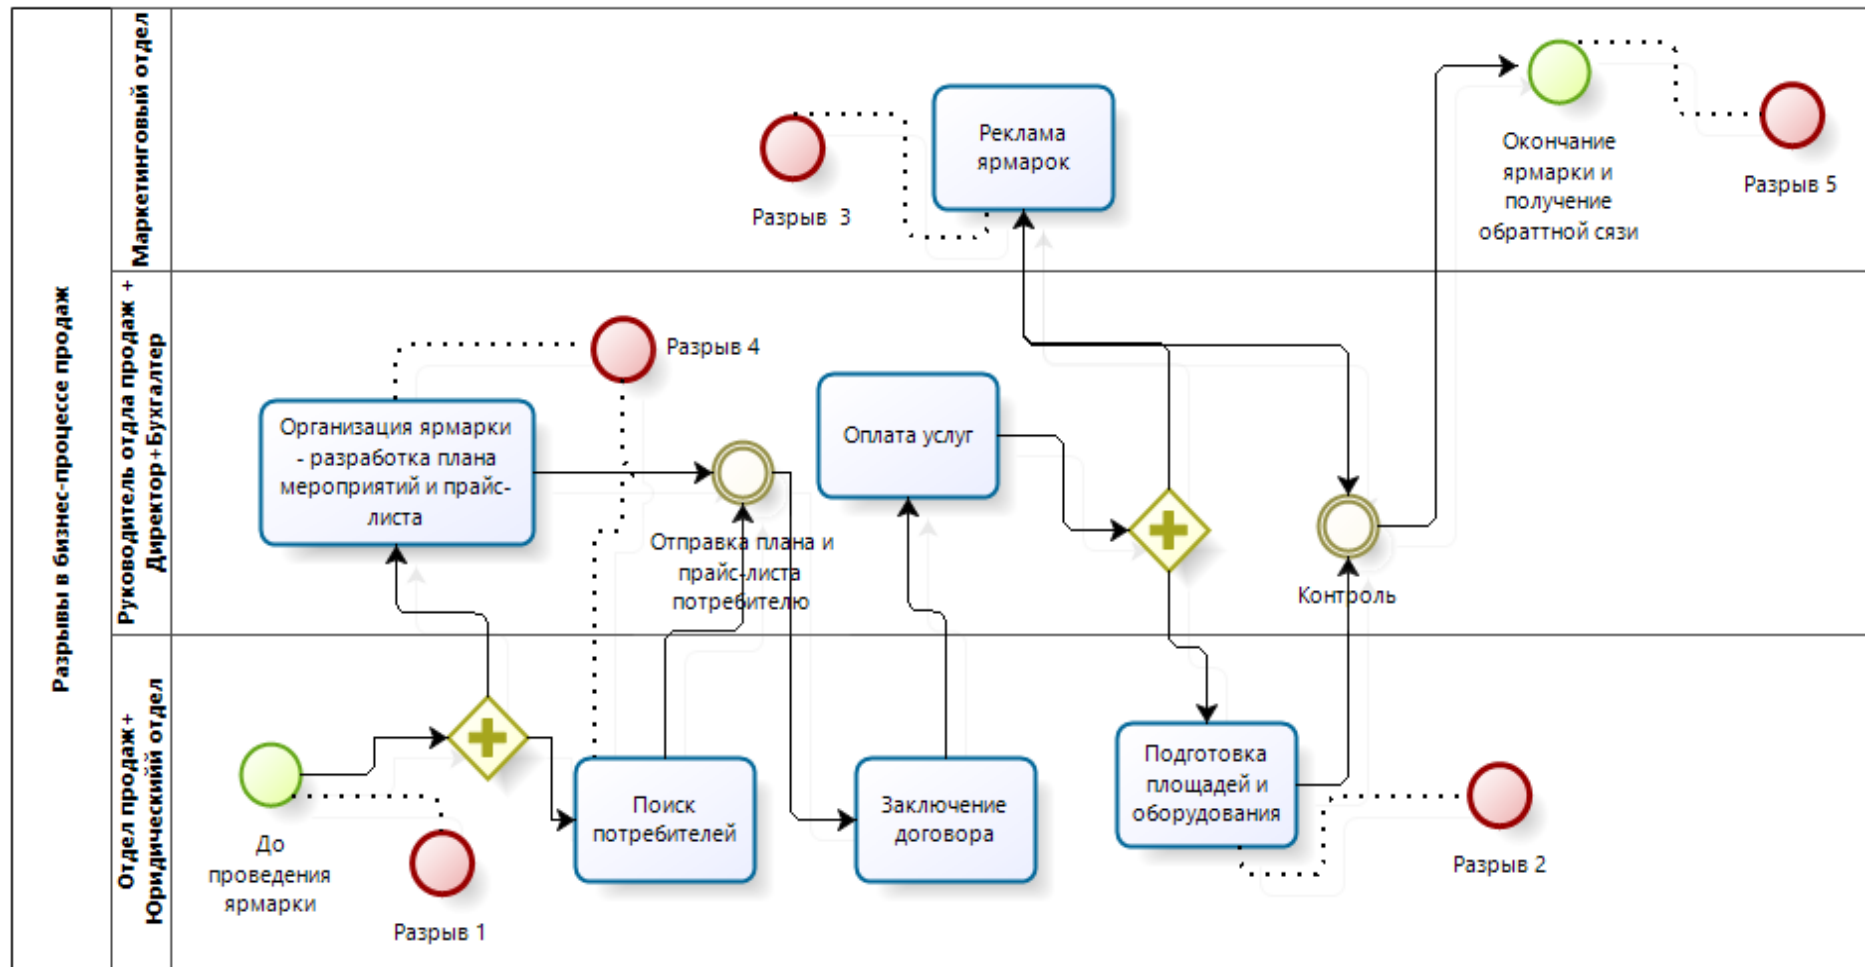 Разрывы в бизнес-процессе продаж
Маркетинговый отдел
Реклама
ярмарок
Разрыв  3
Окончание
ярмарки и
получение
обраттной сязи
Разрыв 5
Руководитель отдла продаж +
Директор+Бухгалтер
Разрыв 4
Организация ярмарки
- разработка плана
мероприятий и прайс-
листа
Отправка плана и
прайс-листа
потребителю
Оплата услуг
Контроль
Отдел продаж+
Юридическийй отдел
До
проведения
ярмарки
Разрыв 1
Поиск
потребителей
Заключение
договора
Подготовка
площадей и
оборудования
Разрыв 2